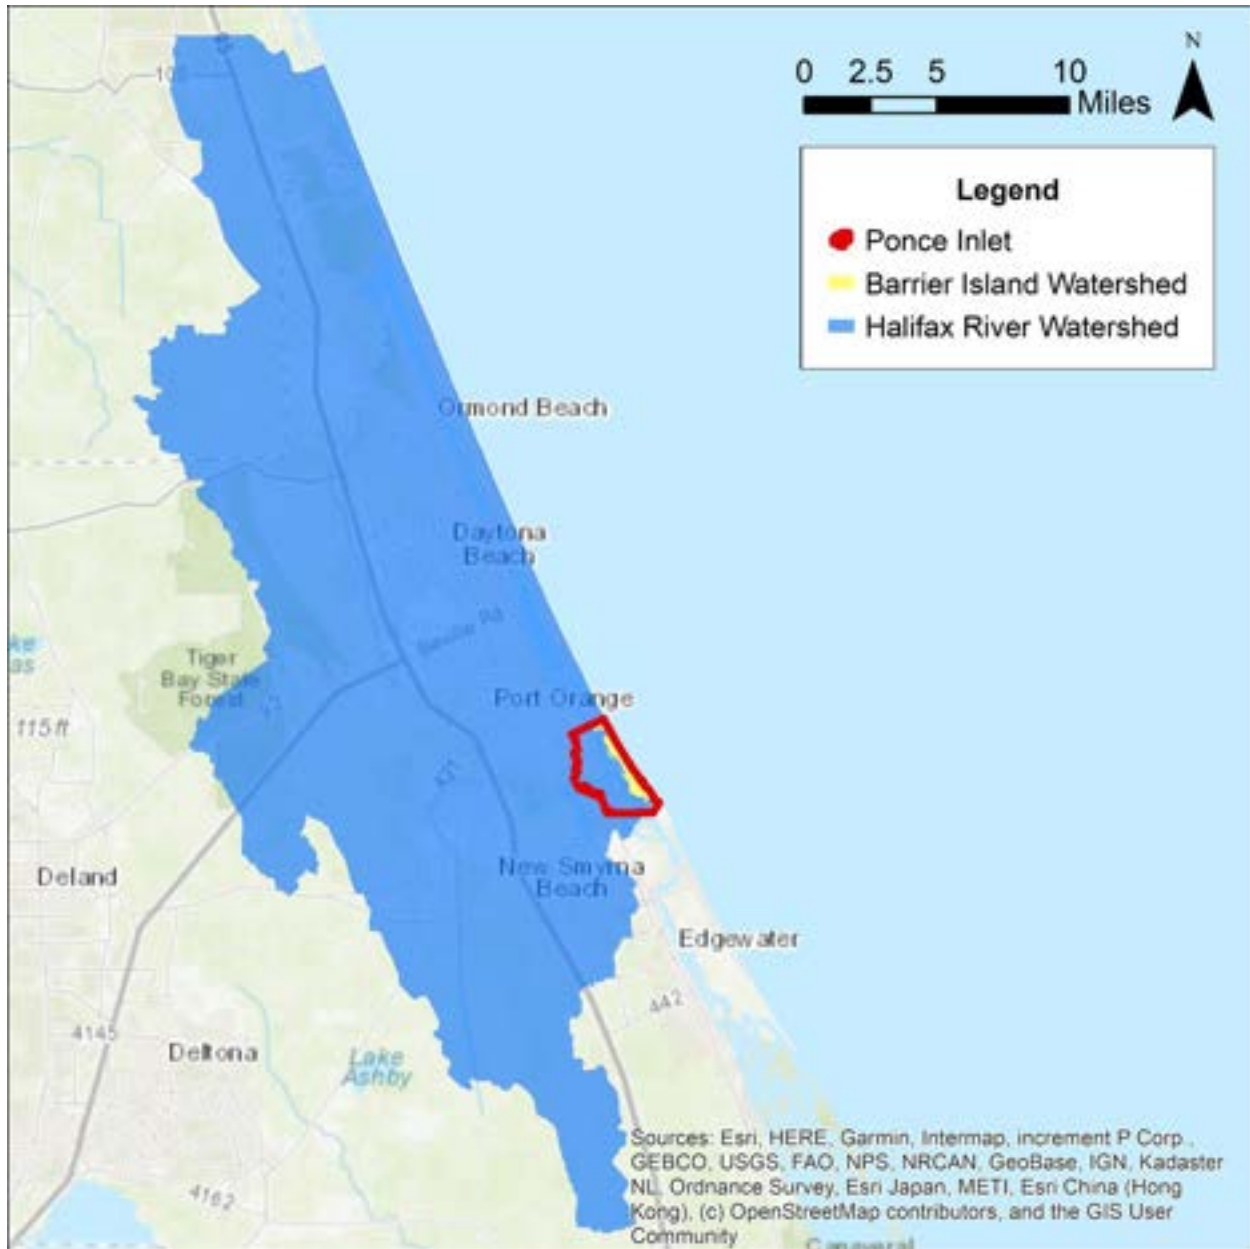 N
0 2.5 5 10
Miles
Legend
Ponce Inlet
Barrier Island Watershed
Halifax River Watershed
Ormond Beach
Daytona
Beach
Port Orange
Tiger
Bay State
Forest
115 ft
421
Deland
New Smyrna
Beach
Edgewater
442
4145
Deltona
Lake
Ashby
4162
Sources: Esri, HERE, Garmin, Intermap, increment P Corp.,
GEBCO, USGS, FAO, NPS, NRCAN, GeoBase, IGN, Kadaster
NL, Ordnance Survey, Esri Japan, METI, Esri China (Hong
Kong), (c) OpenStreetMap contributors, and the GIS User
Community